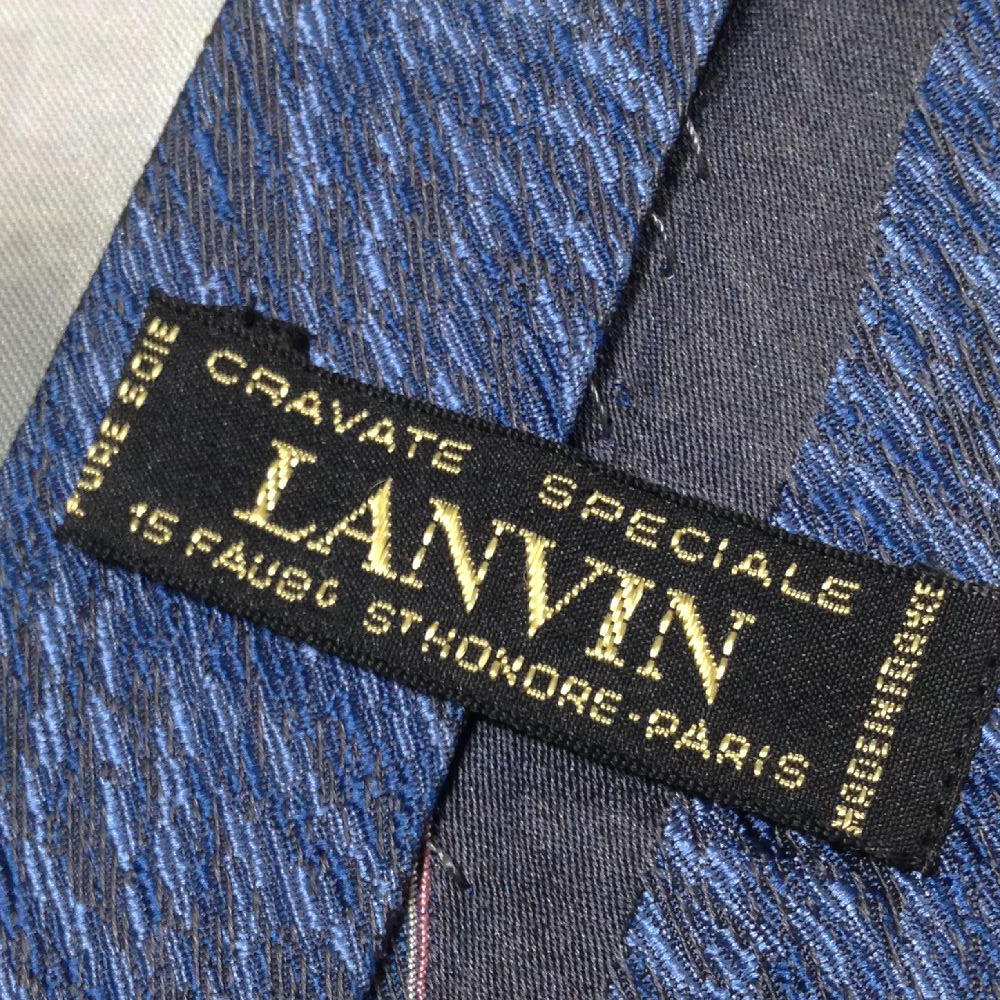 PURE SOIE
CRAVATE SPECIALE
LANVIN
15 FAUBG ST HONORE-PARIS